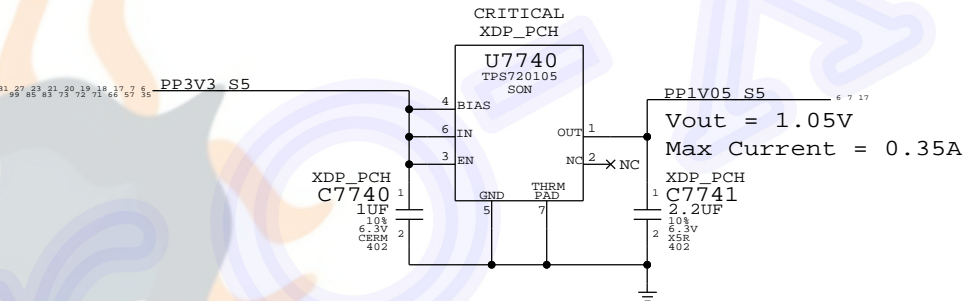 CRITICAL
XDP_PCH
U7740
TPS720105
SON
31 27 23 21 20 19 18 17 7 6
99 85 83 73 72 71 66 57 35
PP3V3_S5
PP1V05_S5
6 7 17
4 BIAS
6 IN
3 EN
OUT 1
NC 2
NC
Vout = 1.05V
Max Current = 0.35A
GND
5
THRM
PAD
7
XDP_PCH
C7740 1
1UF
10%
6.3V
CERM
402
2
XDP_PCH
1 C7741
2.2UF
10%
6.3V
X5R
402
2